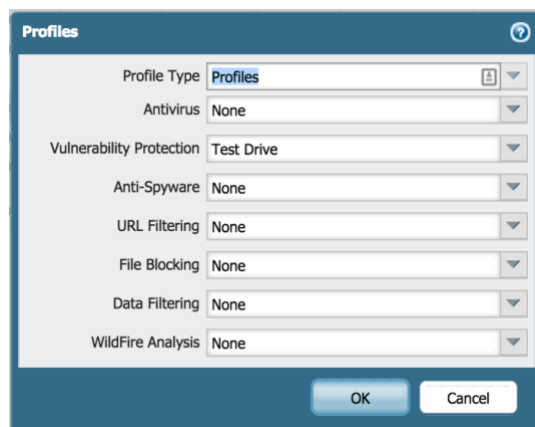 Profiles
Profile Type Profiles
Antivirus None
Vulnerability Protection Test Drive
Anti-Spyware None
URL Filtering None
File Blocking None
Data Filtering None
WildFire Analysis None
OK Cancel